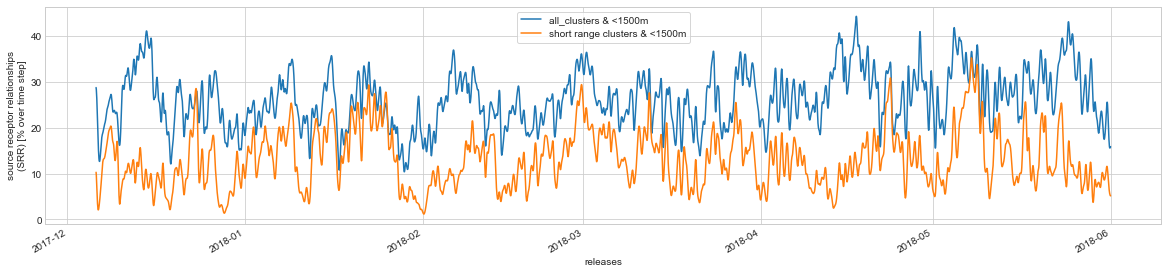 all_clusters & <1500m
short range clusters & <1500m
source receptor relationships
(SRR) [% over time step]
40
30
20
10
0
2017-12
2018-01
2018-02
2018-03
2018-04
2018-05
2018-06
releases